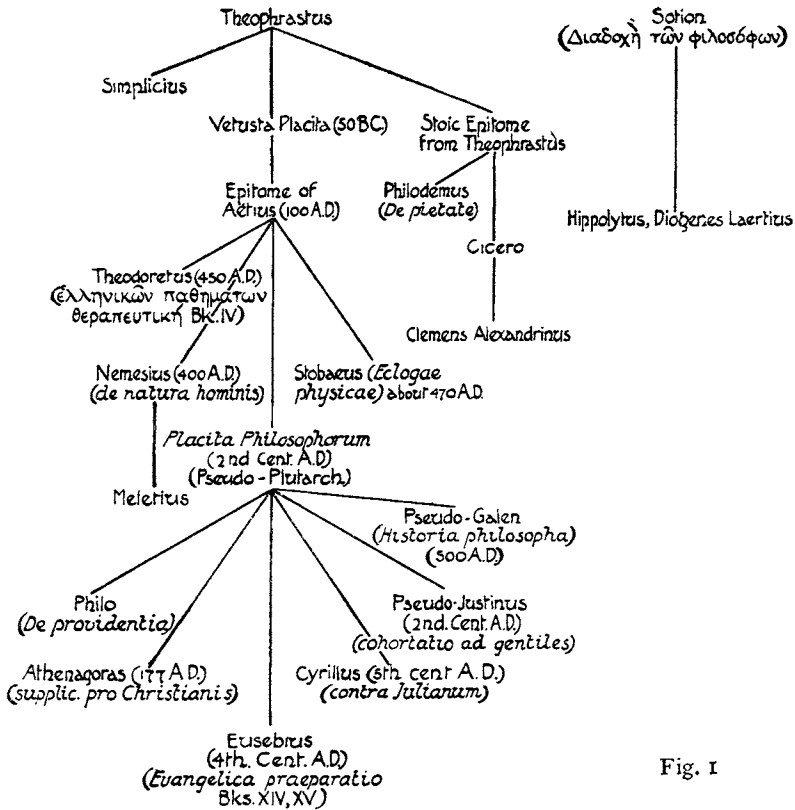 Theophrastus
Sotion
(Διαδοχὴ τῶν φιλοσόφων)
Simplicius
Vetusta Placita (50 BC)
Stoic Epitome
from Theophrastus
Epitome of
Aëtius (100 A.D.)
Philodemus
(De pietate)
Hippolytus, Diogenes Laertius
Cicero
Theodoretus (450 A.D.)
(ἑλληνικῶν παθημάτων
θεραπευτική Bk. IV)
Clemens Alexandrinus
Nemesius (400 A.D.)
(de natura hominis)
Stobaeus (Eclogae
physicae) about 470 A.D.
Placita Philosophorum
(2nd Cent. A.D.)
(Pseudo-Plutarch)
Meletius
Pseudo-Galen
(Historia philosopha)
(500 A.D.)
Philo
(De providentia)
Pseudo-Justinus
(2nd. Cent. A.D.)
(cohortatio ad gentiles)
Athenagoras (177 A.D.)
(supplic. pro Christianis)
Cyrillus (5th cent A.D.)
(contra Julianum)
Eusebius
(4th. Cent. A.D.)
(Evangelica praeparatio
Bks. XIV, XV)
Fig. 1